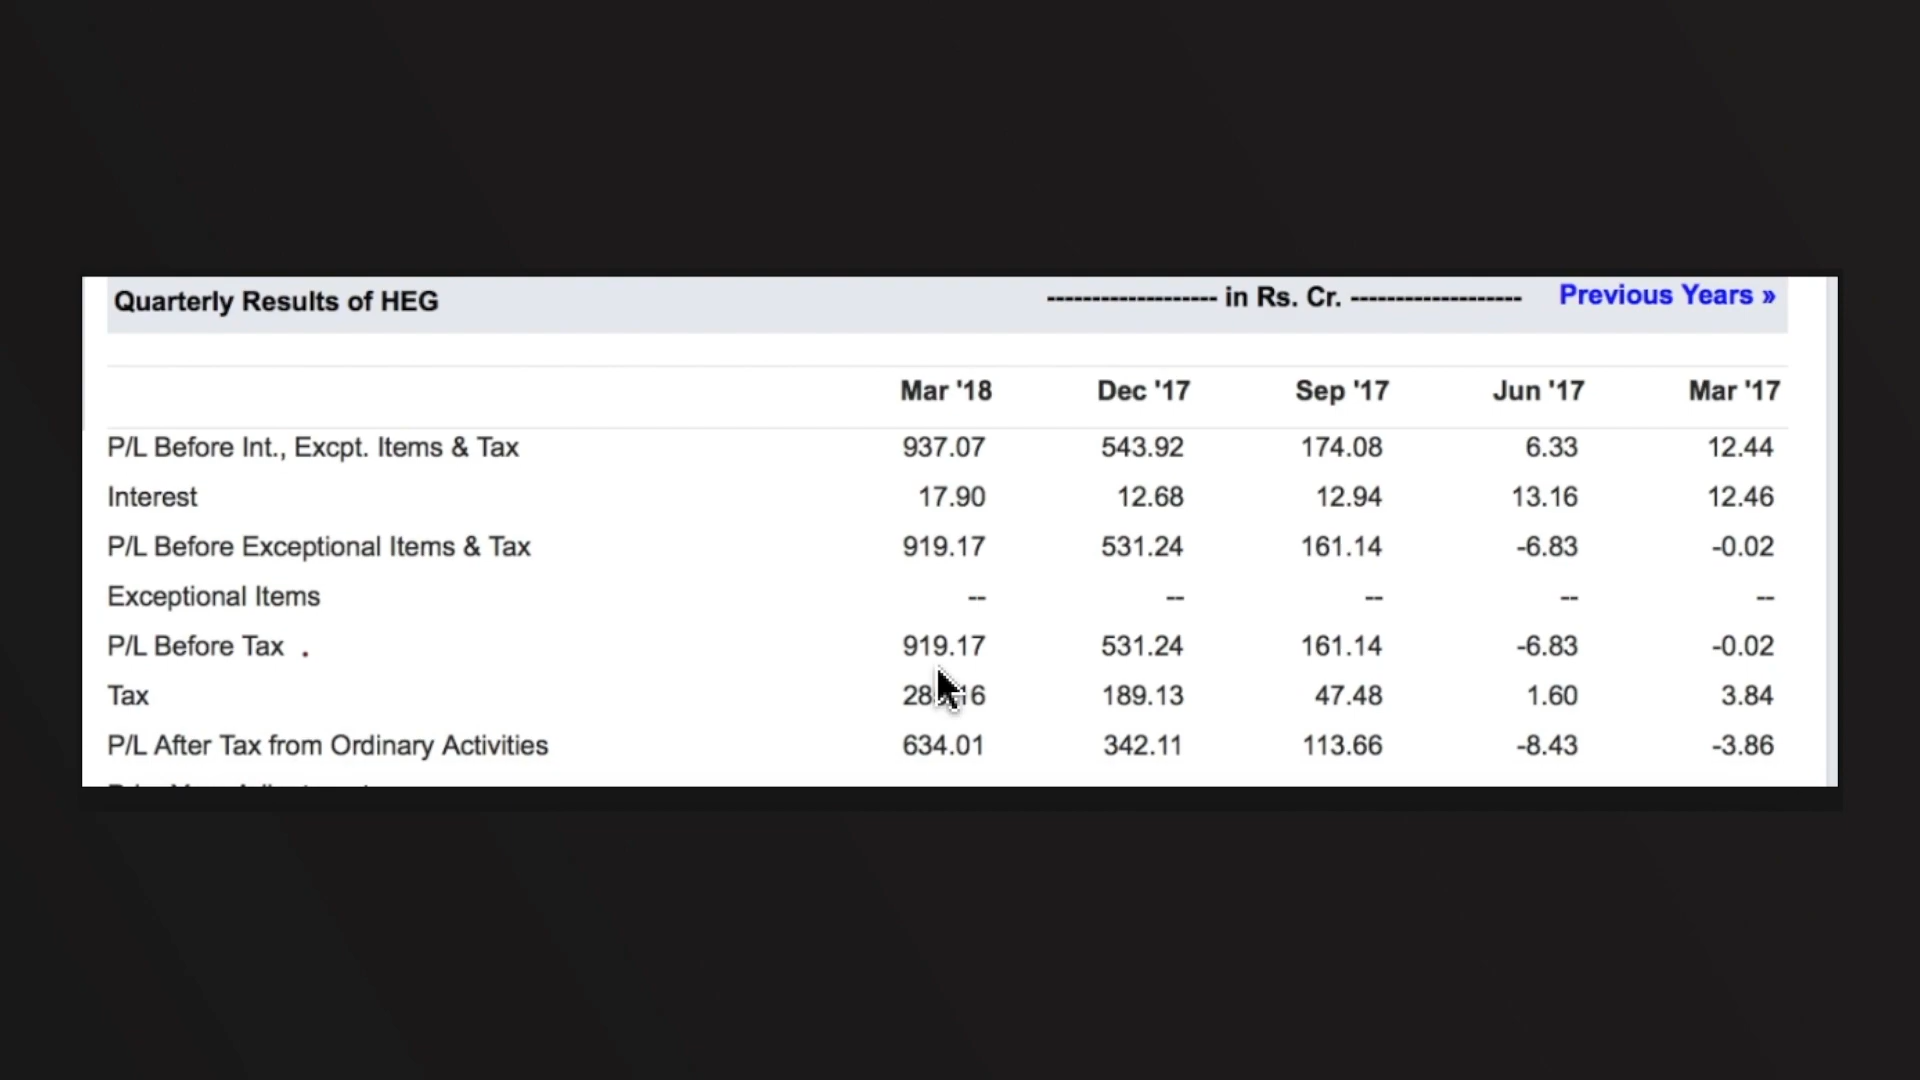 Quarterly Results of HEG ------------------- in Rs. Cr. ------------------- Previous Years »
Mar '18 Dec '17 Sep '17 Jun '17 Mar '17
P/L Before Int., Excpt. Items & Tax 937.07 543.92 174.08 6.33 12.44
Interest 17.90 12.68 12.94 13.16 12.46
P/L Before Exceptional Items & Tax 919.17 531.24 161.14 -6.83 -0.02
Exceptional Items -- -- -- -- --
P/L Before Tax . 919.17 531.24 161.14 -6.83 -0.02
Tax 189.13 47.48 1.60 3.84
P/L After Tax from Ordinary Activities 634.01 342.11 113.66 -8.43 -3.86